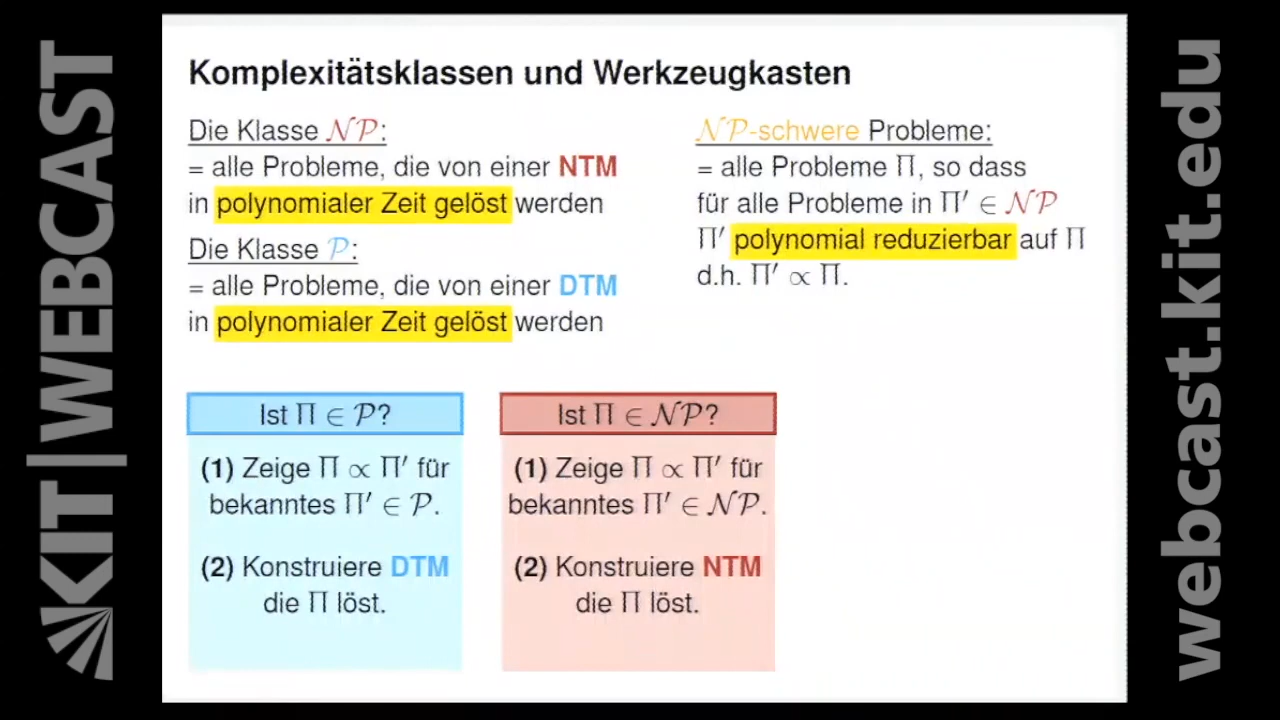 KIT | WEBCAST
Komplexitätsklassen und Werkzeugkasten
Die Klasse 𝒩𝒫:
= alle Probleme, die von einer NTM
in polynomialer Zeit gelöst werden
Die Klasse 𝒫:
= alle Probleme, die von einer DTM
in polynomialer Zeit gelöst werden
𝒩𝒫-schwere Probleme:
= alle Probleme Π, so dass
für alle Probleme in Π′ ∈ 𝒩𝒫
Π′ polynomial reduzierbar auf Π
d.h. Π′ ∝ Π.
Ist Π ∈ 𝒫?
(1) Zeige Π ∝ Π′ für
bekanntes Π′ ∈ 𝒫.
(2) Konstruiere DTM
die Π löst.
Ist Π ∈ 𝒩𝒫?
(1) Zeige Π ∝ Π′ für
bekanntes Π′ ∈ 𝒩𝒫.
(2) Konstruiere NTM
die Π löst.
webcast.kit.edu